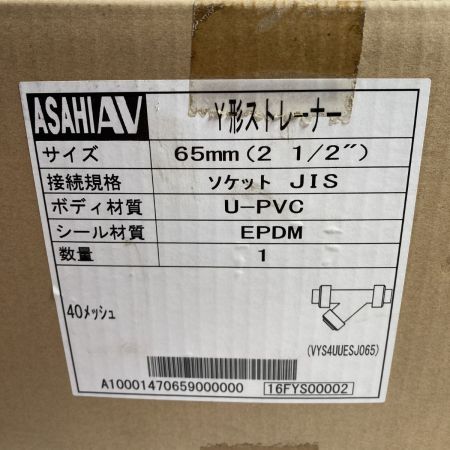 ASAHI AV Y形ストレーナー
サイズ 65mm(2 1/2")
接続規格 ソケット JIS
ボディ材質 U-PVC
シール材質 EPDM
数量 1
40メッシュ
(VYS4UUESJ065)
A10001470659000000 16FYS00002